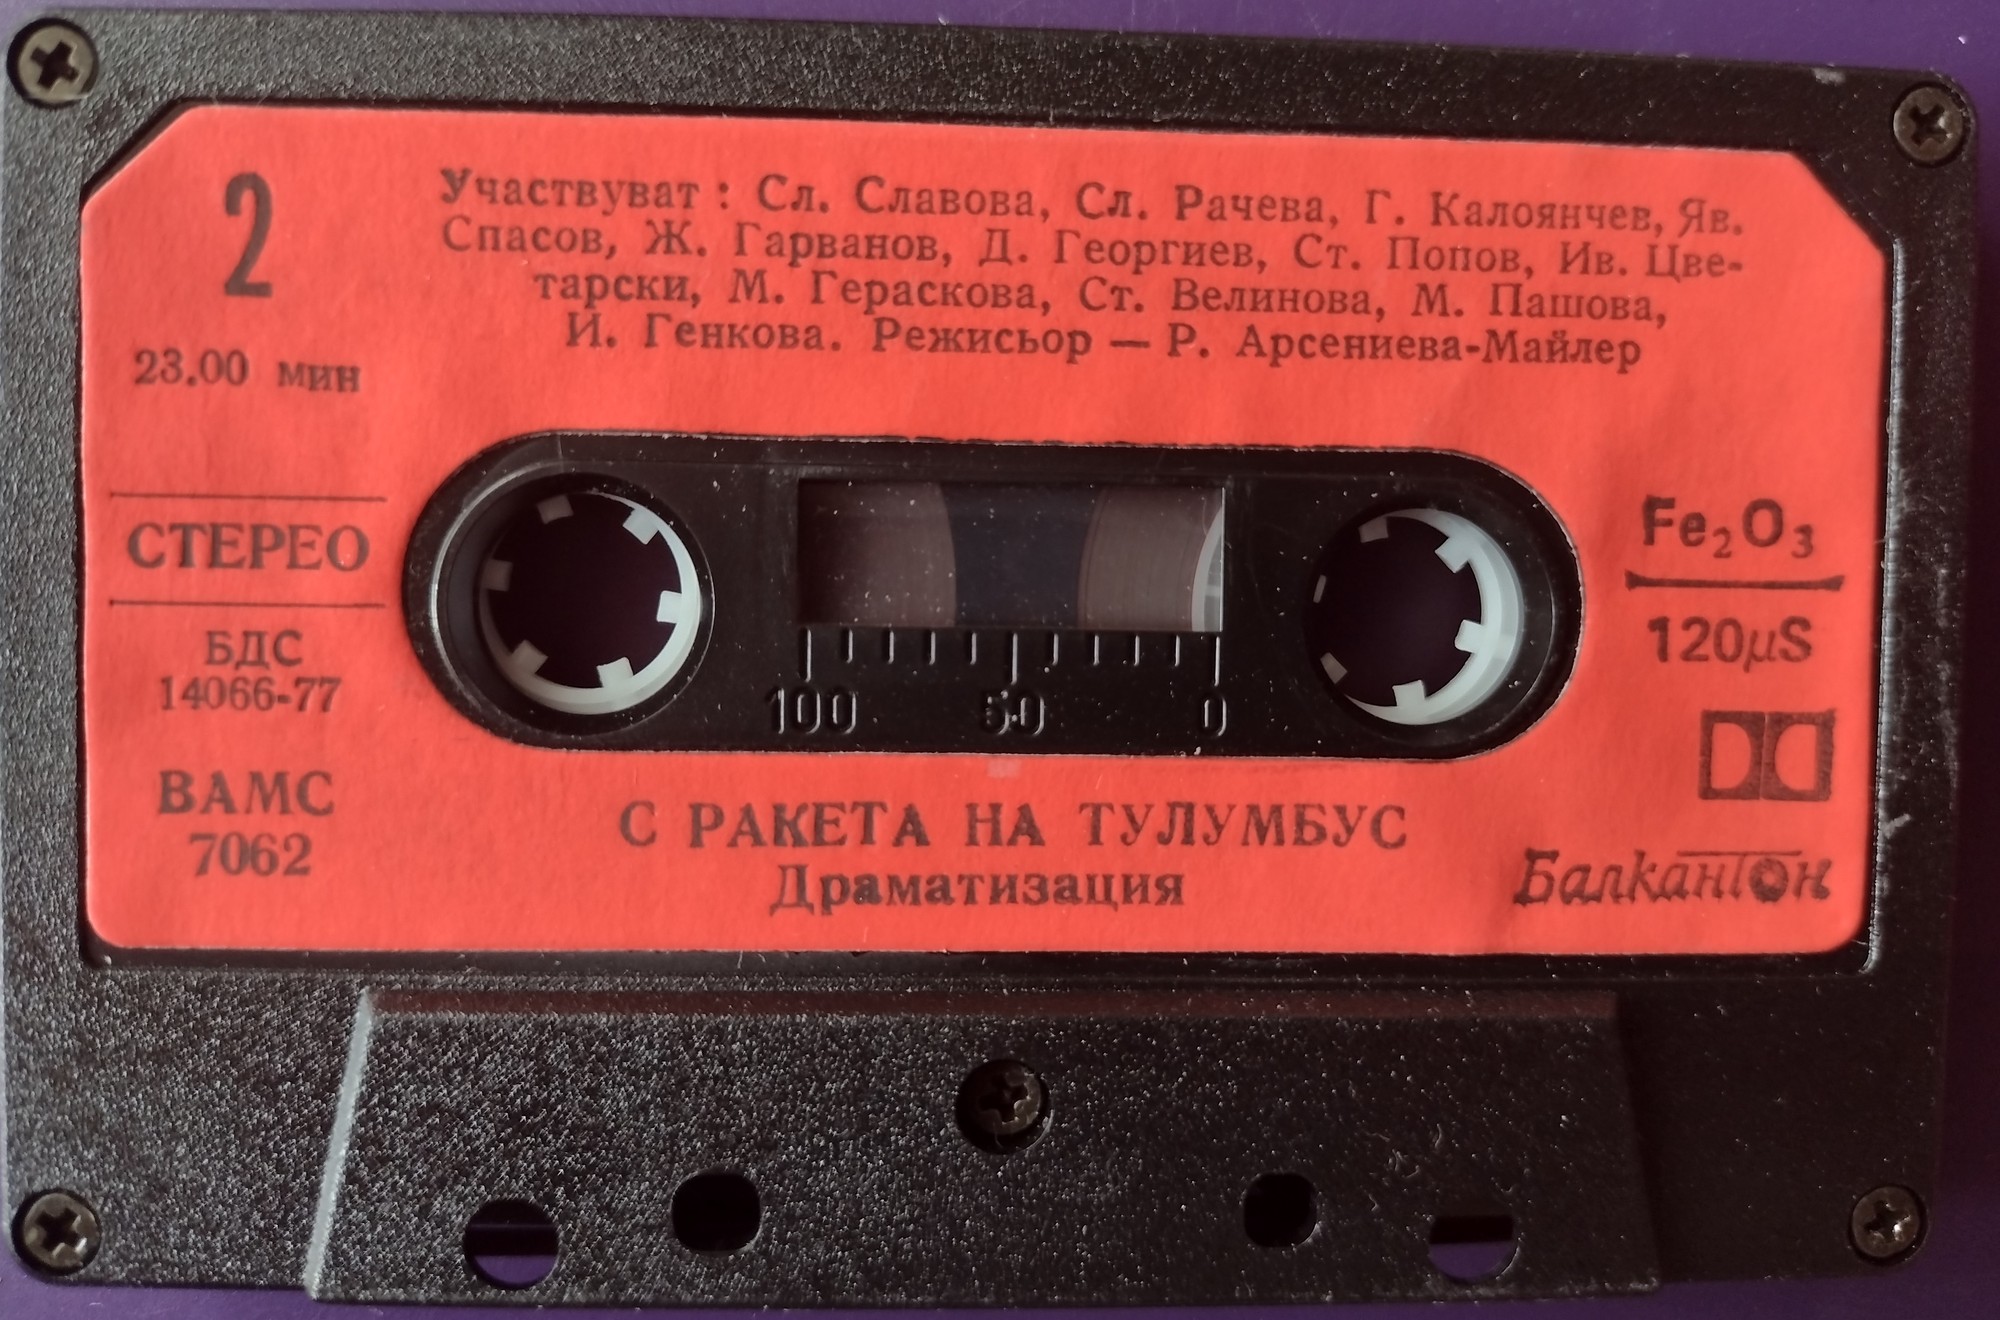 2
23.00 мин
Участвуват : Сл. Славова, Сл. Рачева, Г. Калоянчев, Яв.
Спасов, Ж. Гарванов, Д. Георгиев, Ст. Попов, Ив. Цве-
тарски, М. Гераскова, Ст. Велинова, М. Пашова,
И. Генкова. Режисьор — Р. Арсениева-Майлер
СТЕРЕО
БДС
14066-77
ВАМС
7062
100 50 0
Fe₂O₃
120µS
С РАКЕТА НА ТУЛУМБУС
Драматизация
Балкантон